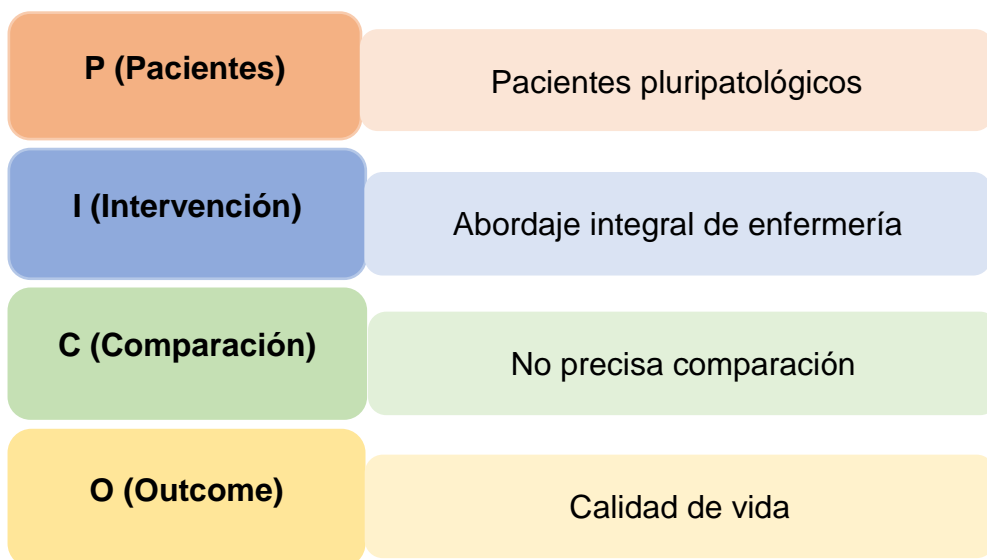 P (Pacientes)
Pacientes pluripatológicos
I (Intervención)
Abordaje integral de enfermería
C (Comparación)
No precisa comparación
O (Outcome)
Calidad de vida